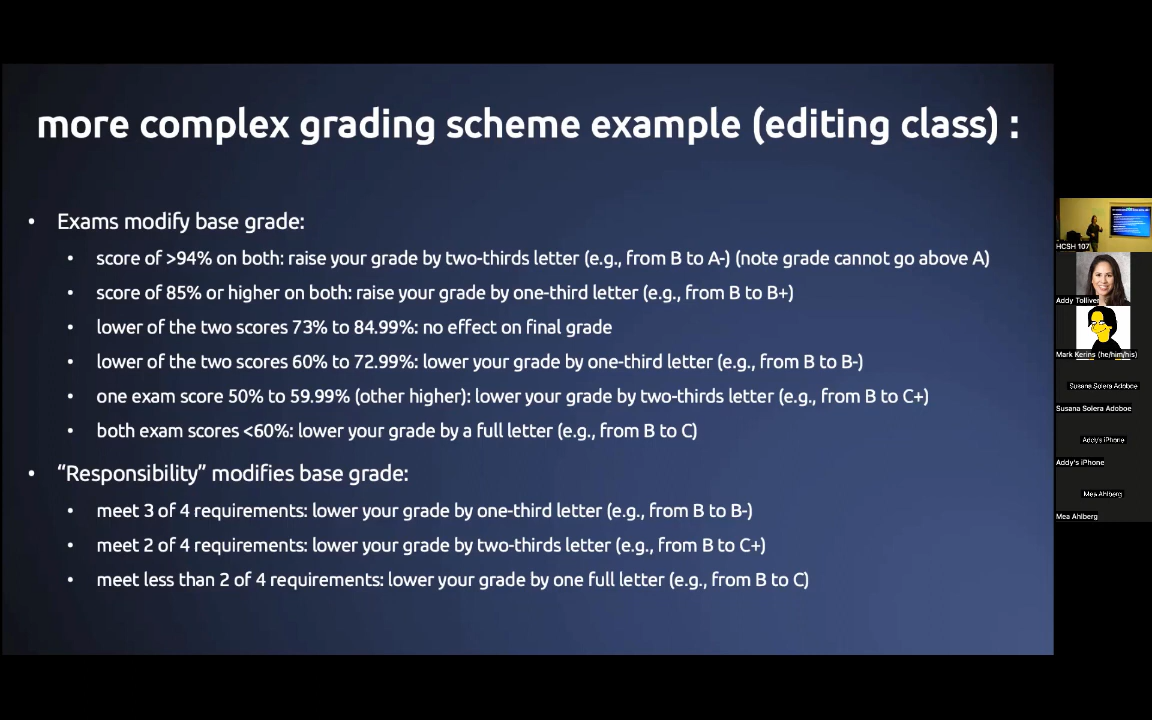 more complex grading scheme example (editing class) :
• Exams modify base grade:
• score of >94% on both: raise your grade by two-thirds letter (e.g., from B to A-) (note grade cannot go above A)
• score of 85% or higher on both: raise your grade by one-third letter (e.g., from B to B+)
• lower of the two scores 73% to 84.99%: no effect on final grade
• lower of the two scores 60% to 72.99%: lower your grade by one-third letter (e.g., from B to B-)
• one exam score 50% to 59.99% (other higher): lower your grade by two-thirds letter (e.g., from B to C+)
• both exam scores <60%: lower your grade by a full letter (e.g., from B to C)
• “Responsibility” modifies base grade:
• meet 3 of 4 requirements: lower your grade by one-third letter (e.g., from B to B-)
• meet 2 of 4 requirements: lower your grade by two-thirds letter (e.g., from B to C+)
• meet less than 2 of 4 requirements: lower your grade by one full letter (e.g., from B to C)
HCSH 107
Addy Tolliver
Mark Kerins (he/him/his)
Susana Solera Adoboe
Susana Solera Adoboe
Addy's iPhone
Addy's iPhone
Mea Ahlberg
Mea Ahlberg